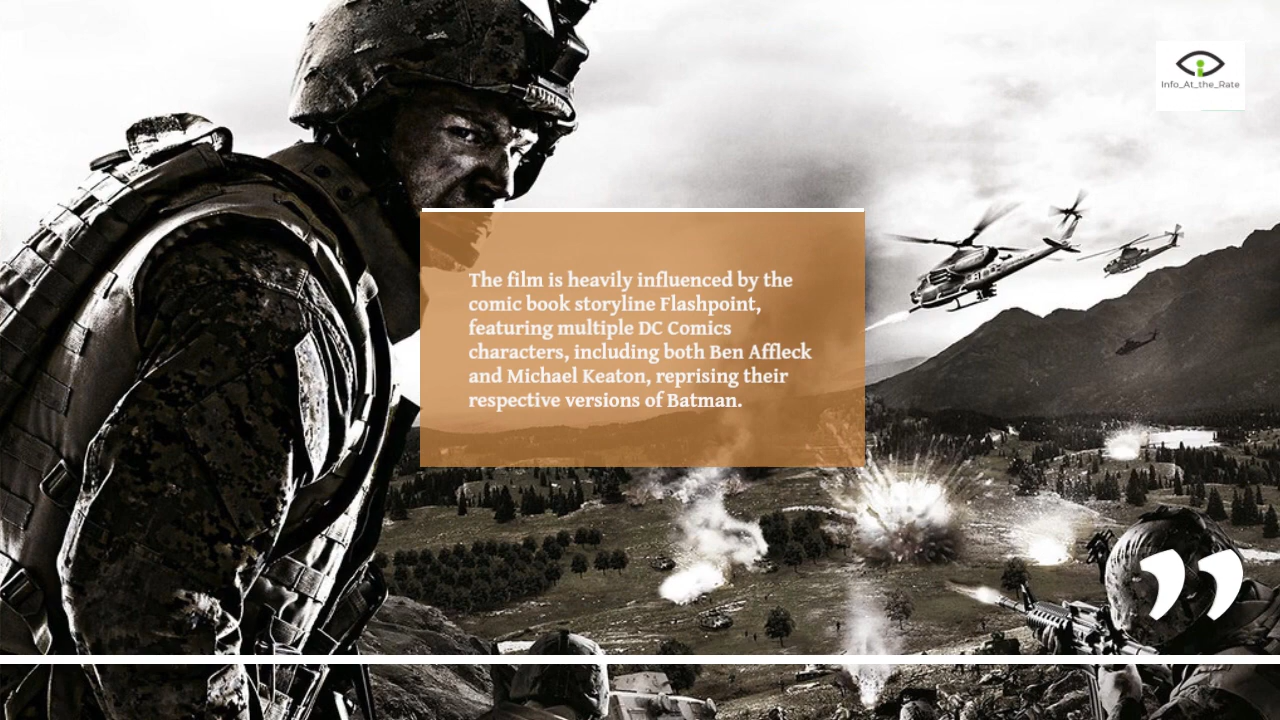 Info_At_the_Rate
The film is heavily influenced by the
comic book storyline Flashpoint,
featuring multiple DC Comics
characters, including both Ben Affleck
and Michael Keaton, reprising their
respective versions of Batman.
”